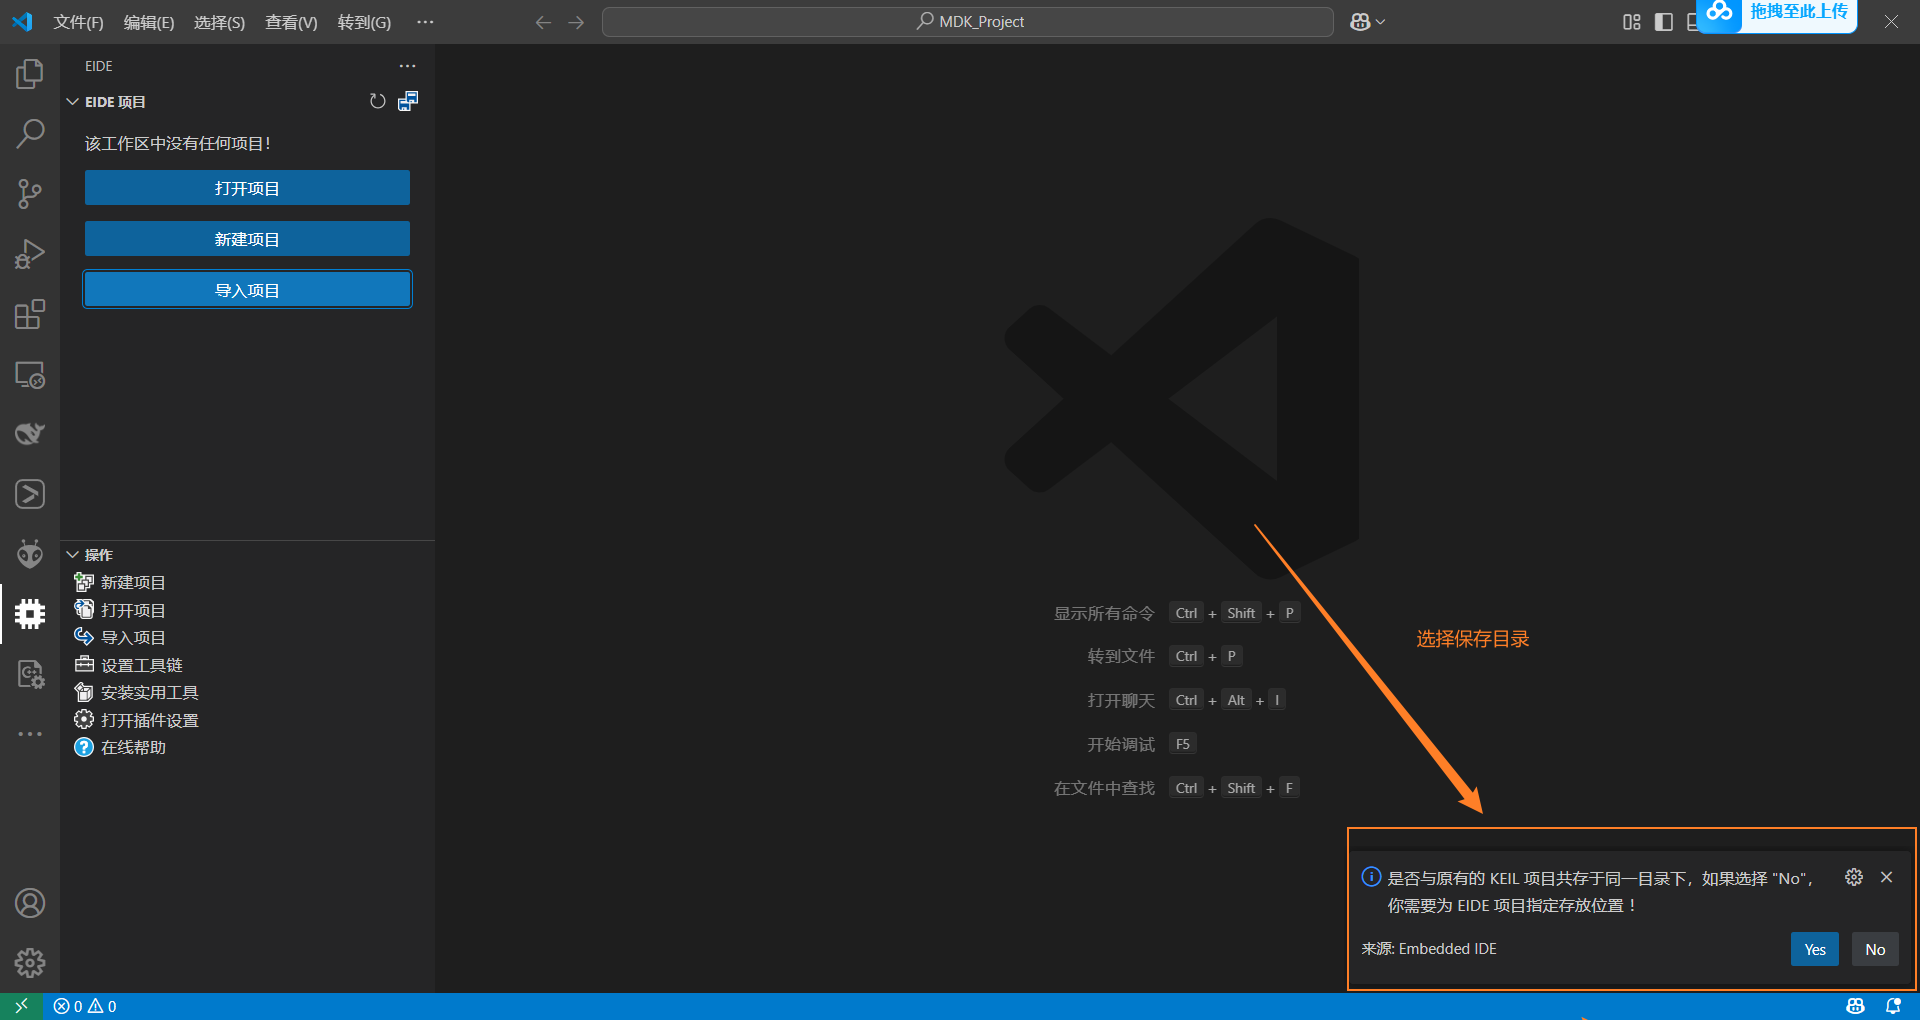 文件(F) 编辑(E) 选择(S) 查看(V) 转到(G) ···
MDK_Project
拖拽至此上传
EIDE
EIDE 项目
该工作区中没有任何项目!
打开项目
新建项目
导入项目
操作
新建项目
打开项目
导入项目
设置工具链
安装实用工具
打开插件设置
在线帮助
显示所有命令 Ctrl + Shift + P
转到文件 Ctrl + P
打开聊天 Ctrl + Alt + I
开始调试 F5
在文件中查找 Ctrl + Shift + F
选择保存目录
是否与原有的 KEIL 项目共存于同一目录下，如果选择 "No",
你需要为 EIDE 项目指定存放位置！
来源: Embedded IDE
Yes
No
0 0